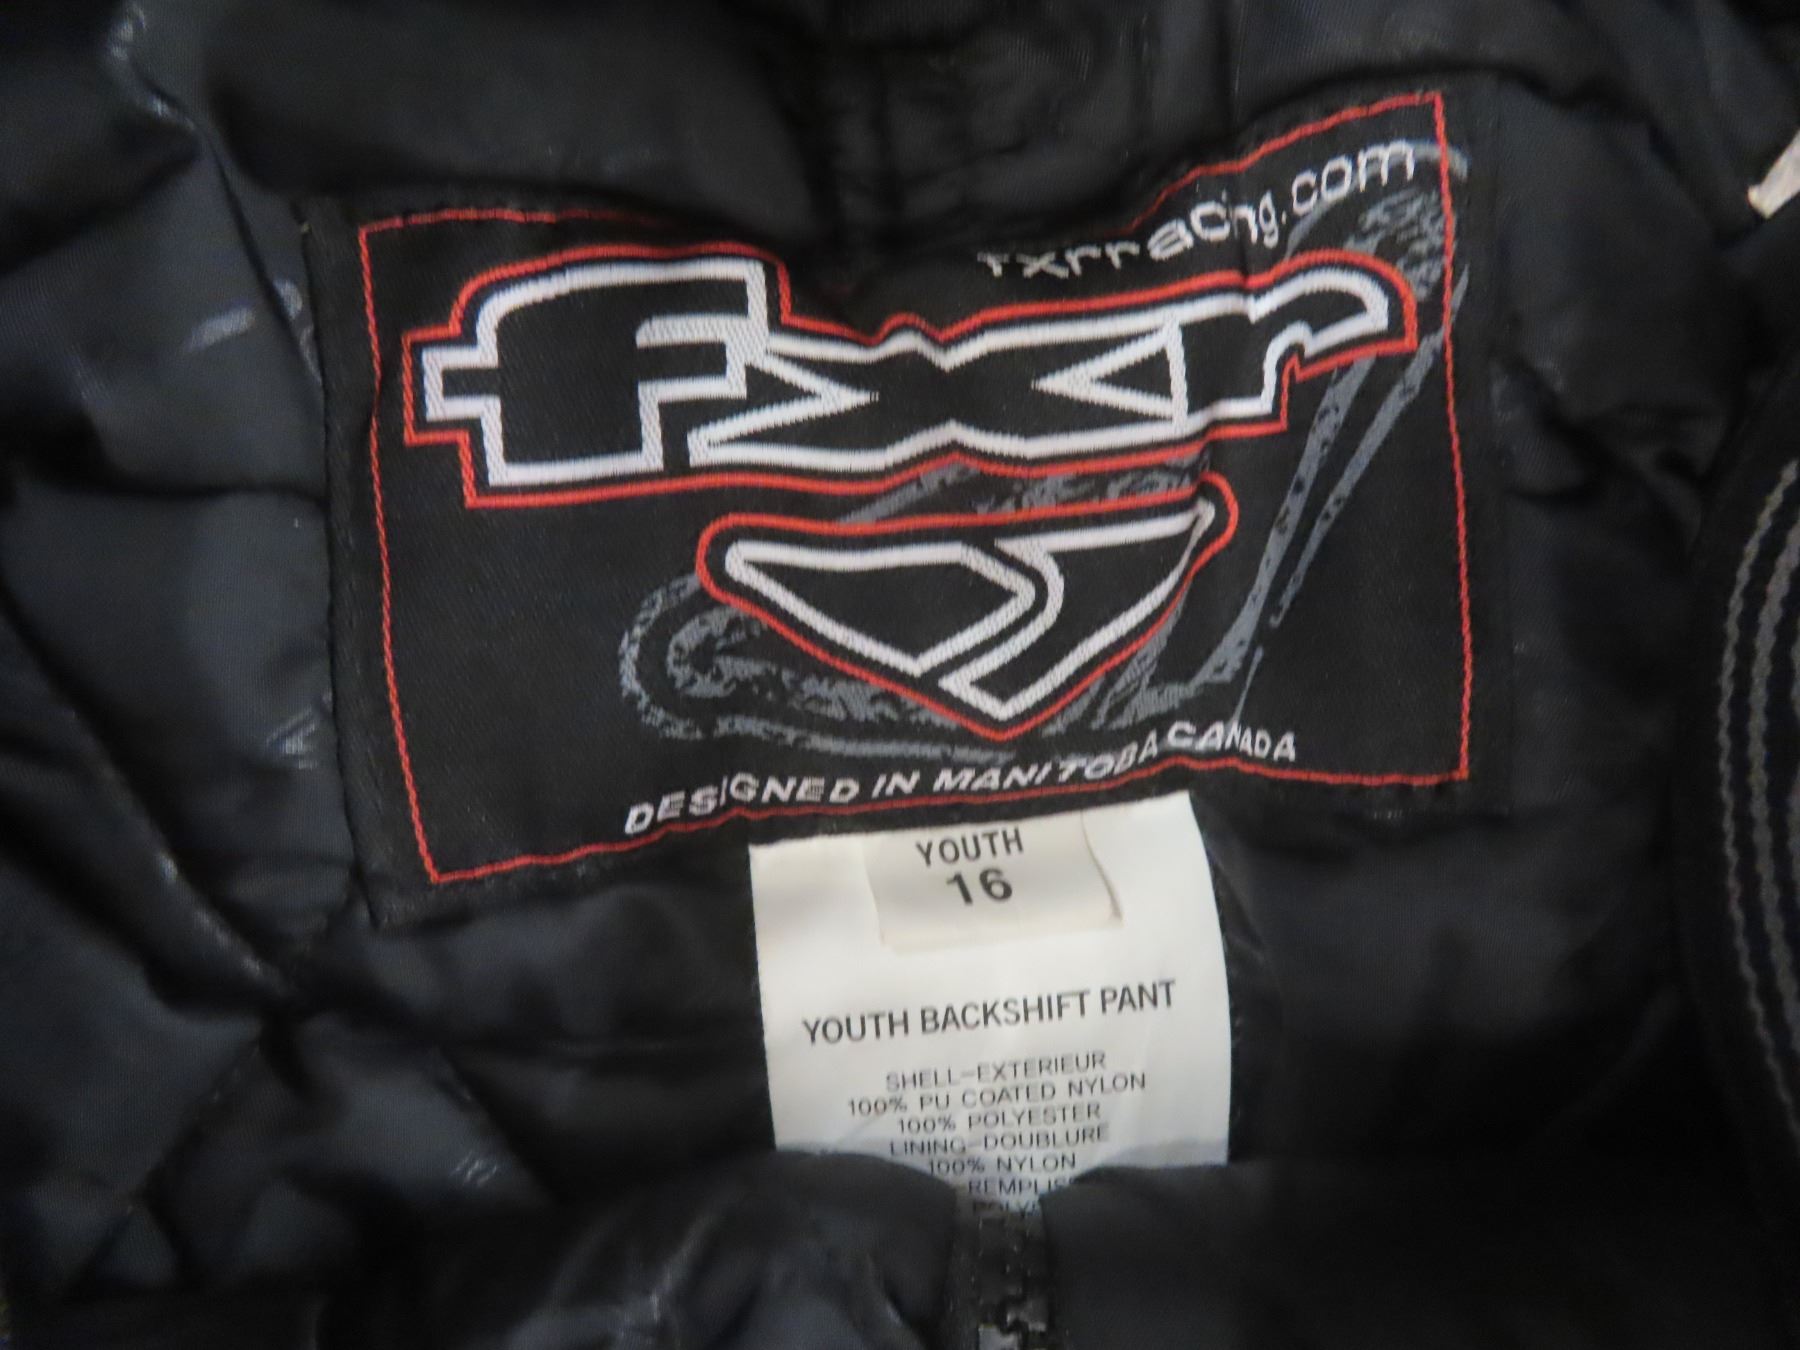 fxrracing.com
fxr
DESIGNED IN MANITOBA CANADA
YOUTH
16
YOUTH BACKSHIFT PANT
SHELL-EXTERIEUR
100% PU COATED NYLON
100% POLYESTER
LINING-DOUBLURE
100% NYLON